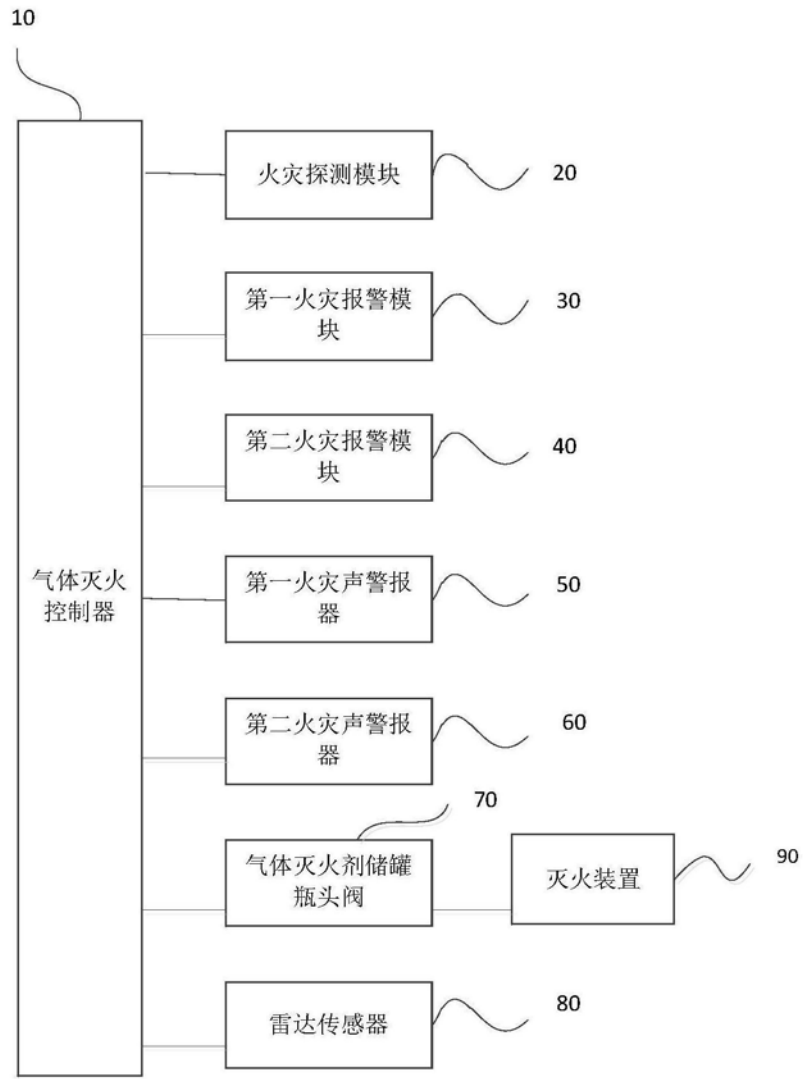 10
火灾探测模块
20
第一火灾报警模
块
30
第二火灾报警模
块
40
气体灭火
控制器
第一火灾声警报
器
50
第二火灾声警报
器
60
70
气体灭火剂储罐
瓶头阀
灭火装置
90
雷达传感器
80